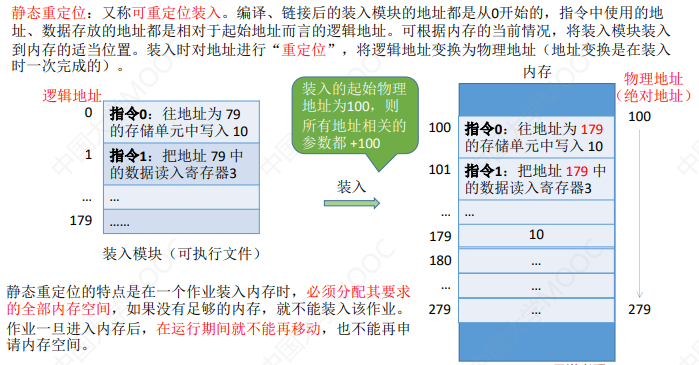 静态重定位：又称可重定位装入。编译、链接后的装入模块的地址都是从0开始的，指令中使用的地
址、数据存放的地址都是相对于起始地址而言的逻辑地址。可根据内存的当前情况，将装入模块装入
到内存的适当位置。装入时对地址进行“重定位”，将逻辑地址变换为物理地址（地址变换是在装入
时一次完成的）。
逻辑地址
0
指令0：往地址为 79
的存储单元中写入 10
1
指令1：把地址 79 中
的数据读入寄存器3
...
...
179
......
装入模块（可执行文件）
装入的起始物理
地址为100，则
所有地址相关的
参数都 +100
装入
内存
物理地址
（绝对地址）
100
指令0：往地址为 179
的存储单元中写入 10
100
101
指令1：把地址 179 中
的数据读入寄存器3
...
...
179
10
180
...
...
...
279
...
279
静态重定位的特点是在一个作业装入内存时，必须分配其要求
的全部内存空间，如果没有足够的内存，就不能装入该作业。
作业一旦进入内存后，在运行期间就不能再移动，也不能再申
请内存空间。